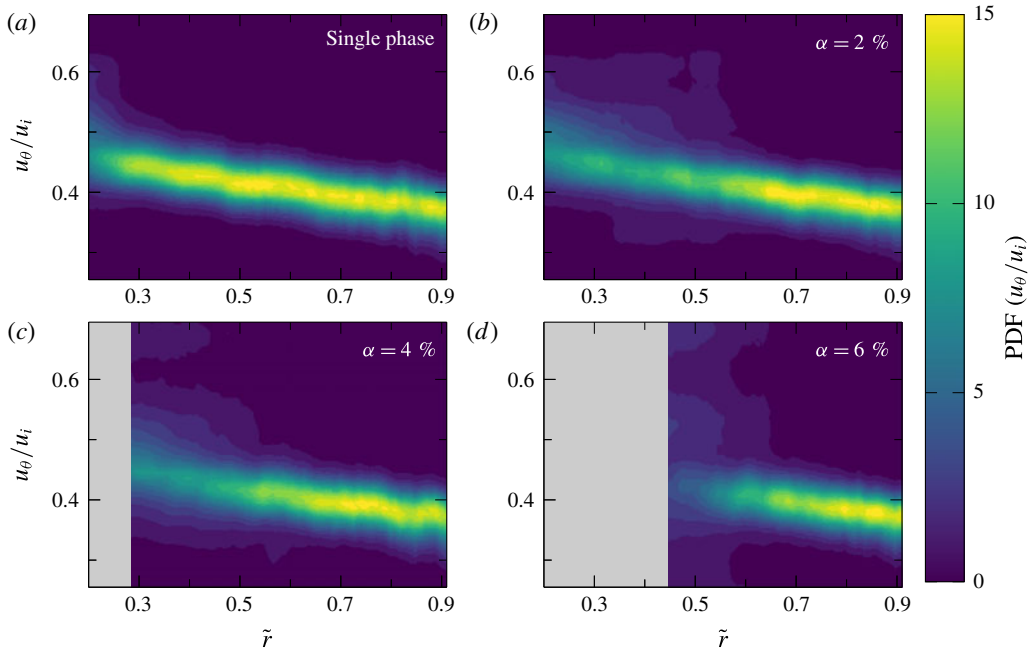 (a) Single phase
0.6
0.4
u_θ/u_i
0.3 0.5 0.7 0.9
(b) α = 2 %
0.6
0.4
0.3 0.5 0.7 0.9
(c) α = 4 %
0.6
0.4
u_θ/u_i
0.3 0.5 0.7 0.9
r̃
(d) α = 6 %
0.6
0.4
0.3 0.5 0.7 0.9
r̃
15
10
5
0
PDF (u_θ/u_i)